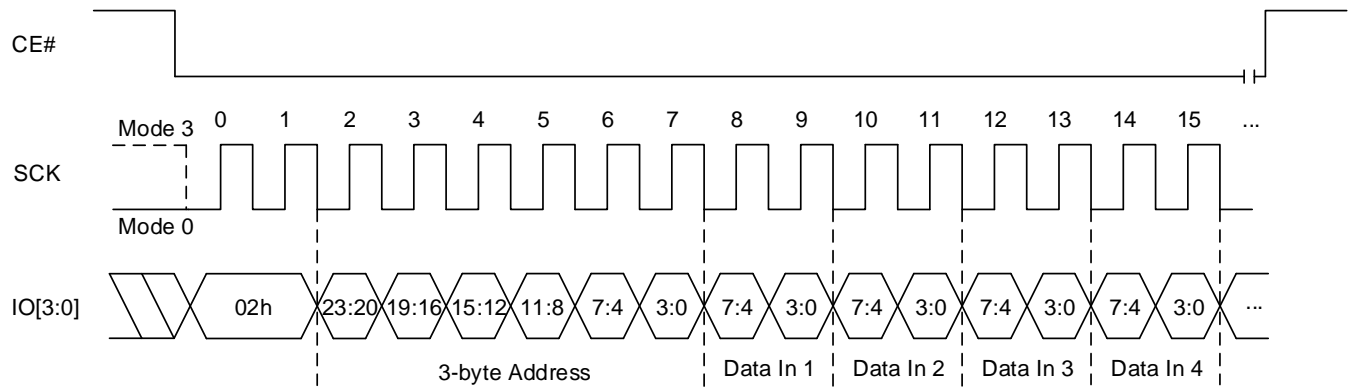 CE#
Mode 3
0 1 2 3 4 5 6 7 8 9 10 11 12 13 14 15 ...
SCK
Mode 0
IO[3:0] 02h 23:20 19:16 15:12 11:8 7:4 3:0 7:4 3:0 7:4 3:0 7:4 3:0 7:4 3:0 ...
3-byte Address Data In 1 Data In 2 Data In 3 Data In 4